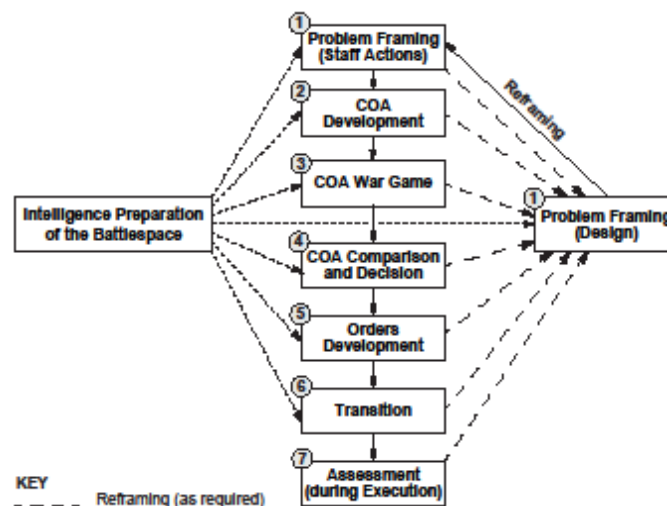 1
Problem Framing
(Staff Actions)
2
COA
Development
Reframing
3
COA War Game
Intelligence Preparation
of the Battlespace
1
Problem Framing
(Design)
4
COA Comparison
and Decision
5
Orders
Development
6
Transition
7
Assessment
(during Execution)
KEY
Reframing (as required)